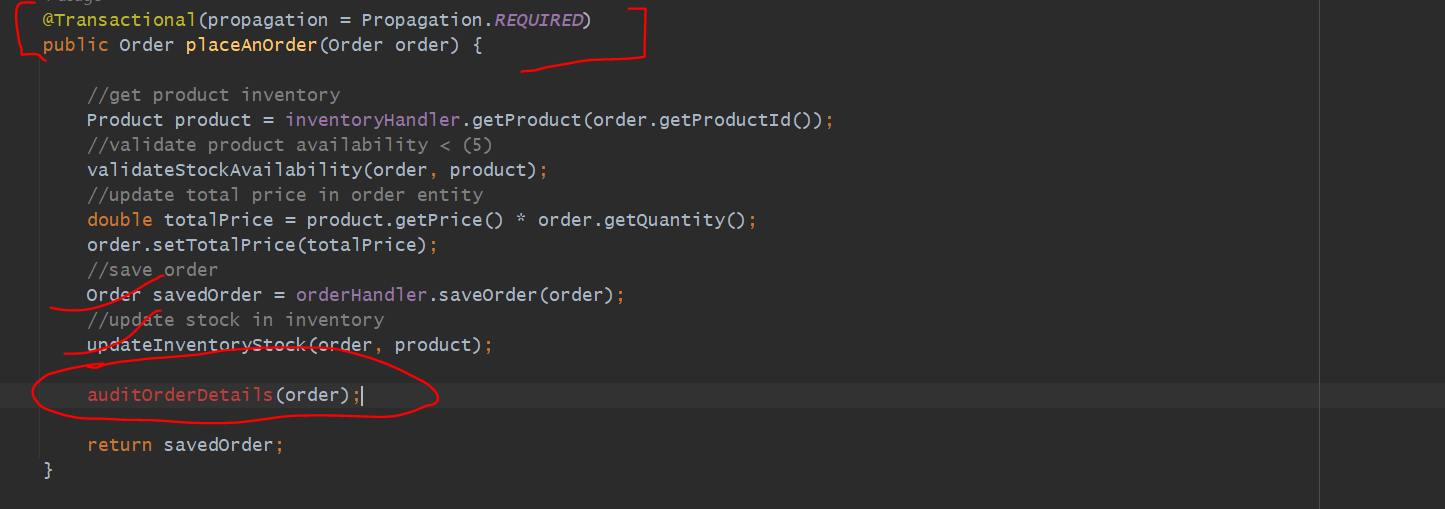 @Transactional(propagation = Propagation.REQUIRED)
public Order placeAnOrder(Order order) {
//get product inventory
Product product = inventoryHandler.getProduct(order.getProductId());
//validate product availability < (5)
validateStockAvailability(order, product);
//update total price in order entity
double totalPrice = product.getPrice() * order.getQuantity();
order.setTotalPrice(totalPrice);
//save order
Order savedOrder = orderHandler.saveOrder(order);
//update stock in inventory
updateInventoryStock(order, product);
auditOrderDetails(order);
return savedOrder;
}